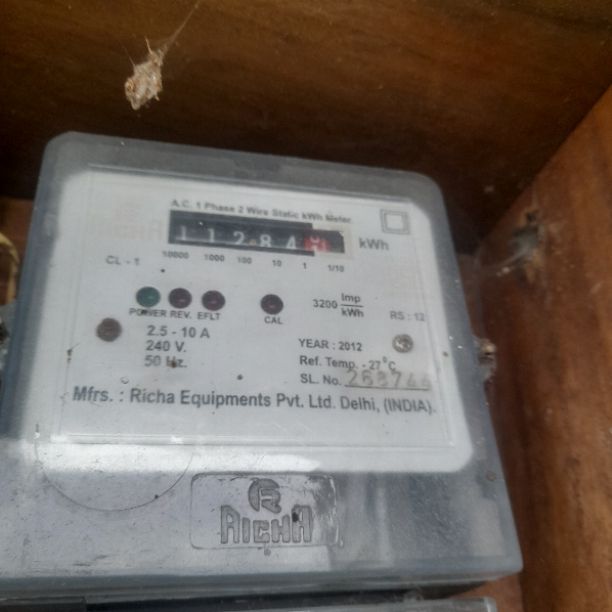 A.C. 1 Phase 2 Wire Static kWh Meter
11284 kWh
CL - 1 10000 1000 100 10 1 1/10
POWER REV. EFLT CAL
3200 Imp/kWh RS : 12
2.5 - 10 A
240 V.
50 Hz.
YEAR : 2012
Ref. Temp. - 27°C
SL. No.
Mfrs. : Richa Equipments Pvt. Ltd. Delhi, (INDIA).
R
RICHA